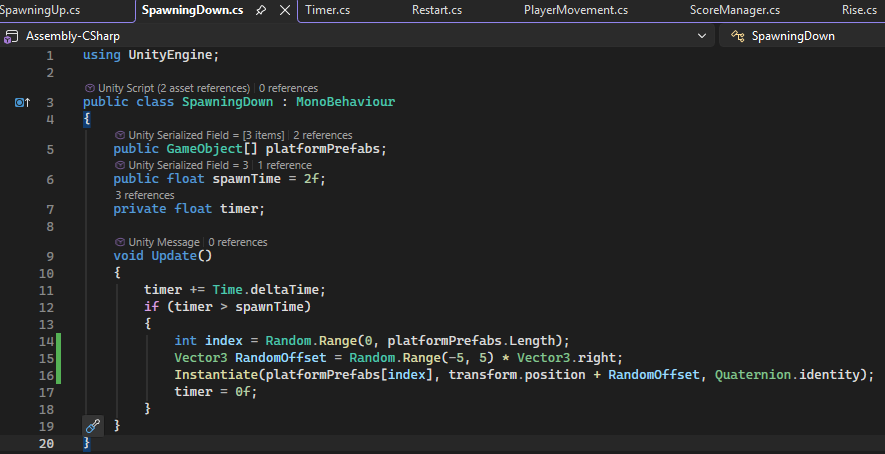 SpawningUp.cs SpawningDown.cs Timer.cs Restart.cs PlayerMovement.cs ScoreManager.cs Rise.cs
Assembly-CSharp SpawningDown
1 using UnityEngine;
2
Unity Script (2 asset references) | 0 references
3 public class SpawningDown : MonoBehaviour
4 {
Unity Serialized Field = [3 items] | 2 references
5 public GameObject[] platformPrefabs;
Unity Serialized Field = 3 | 1 reference
6 public float spawnTime = 2f;
3 references
7 private float timer;
8
Unity Message | 0 references
9 void Update()
10 {
11 timer += Time.deltaTime;
12 if (timer > spawnTime)
13 {
14 int index = Random.Range(0, platformPrefabs.Length);
15 Vector3 RandomOffset = Random.Range(-5, 5) * Vector3.right;
16 Instantiate(platformPrefabs[index], transform.position + RandomOffset, Quaternion.identity);
17 timer = 0f;
18 }
19 }
20 }